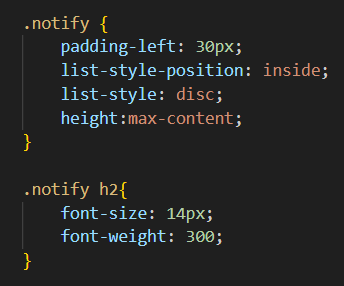 .notify {
    padding-left: 30px;
    list-style-position: inside;
    list-style: disc;
    height:max-content;
}

.notify h2{
    font-size: 14px;
    font-weight: 300;
}